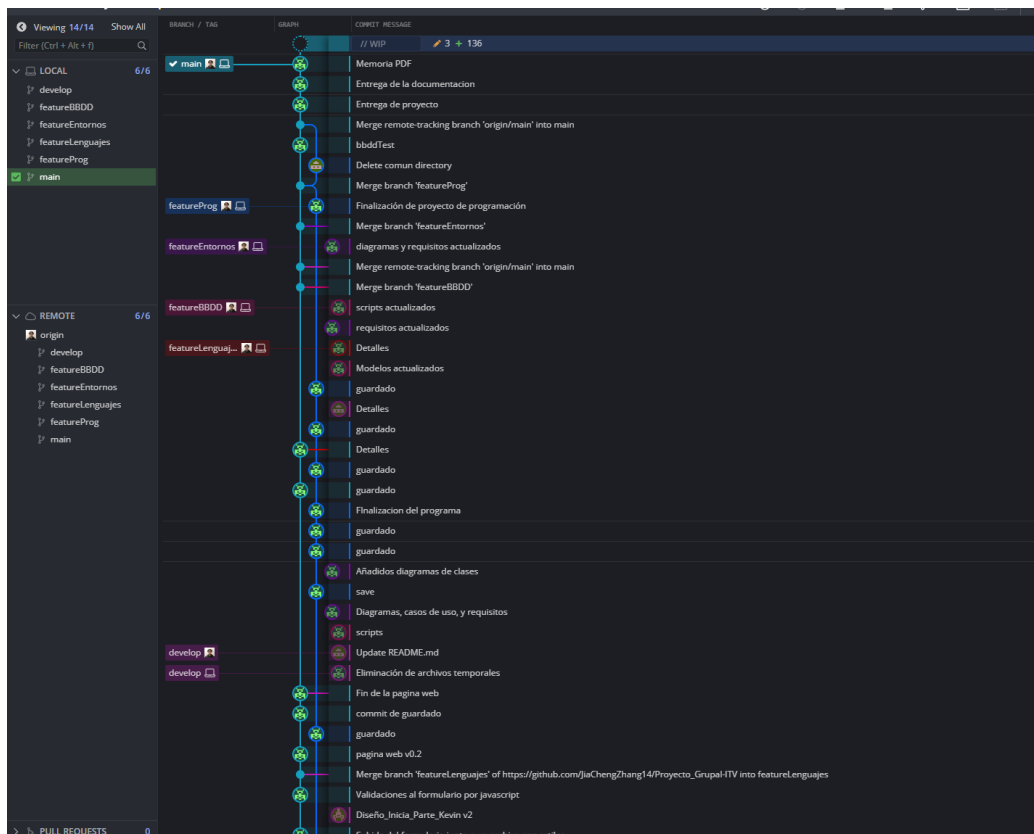 Viewing 14/14 Show All
BRANCH / TAG GRAPH COMMIT MESSAGE
Filter (Ctrl + Alt + f)
// WIP 3 + 136
LOCAL 6/6
develop
featureBBDD
featureEntornos
featureLenguajes
featureProg
main
REMOTE 6/6
origin
develop
featureBBDD
featureEntornos
featureLenguajes
featureProg
main
PULL REQUESTS 0
main Memoria PDF
Entrega de la documentacion
Entrega de proyecto
Merge remote-tracking branch 'origin/main' into main
bbddTest
Delete comun directory
Merge branch 'featureProg'
featureProg Finalización de proyecto de programación
Merge branch 'featureEntornos'
featureEntornos diagramas y requisitos actualizados
Merge remote-tracking branch 'origin/main' into main
Merge branch 'featureBBDD'
featureBBDD scripts actualizados
requisitos actualizados
featureLenguaj... Detalles
Modelos actualizados
guardado
Detalles
guardado
Detalles
guardado
guardado
FInalizacion del programa
guardado
guardado
Añadidos diagramas de clases
save
Diagramas, casos de uso, y requisitos
scripts
develop Update README.md
develop Eliminación de archivos temporales
Fin de la pagina web
commit de guardado
guardado
pagina web v0.2
Merge branch 'featureLenguajes' of https://github.com/JiaChengZhang14/Proyecto_Grupal-ITV into featureLenguajes
Validaciones al formulario por javascript
Diseño_Inicia_Parte_Kevin v2